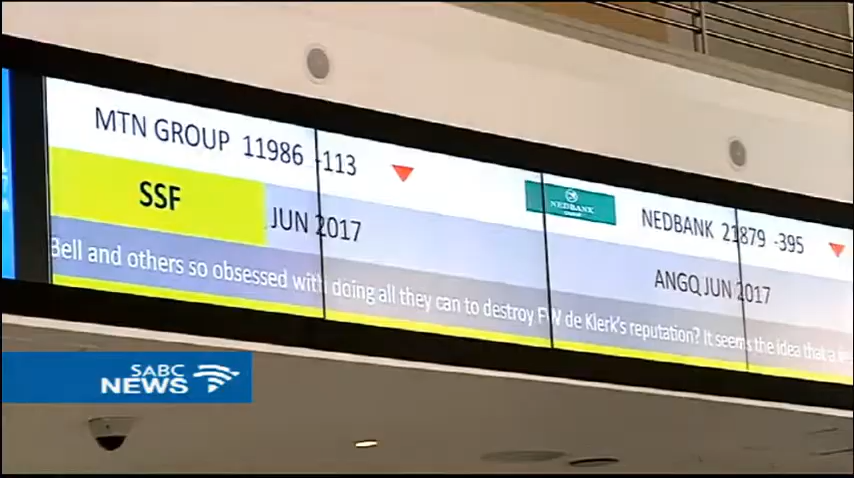 MTN GROUP 11986 -113
NEDBANK
NEDBANK 21879 -395
SSF
JUN 2017
ANGQ JUN 2017
Bell and others so obsessed with doing all they can to destroy FW de Klerk's reputation? It seems the idea that a
SABC
NEWS